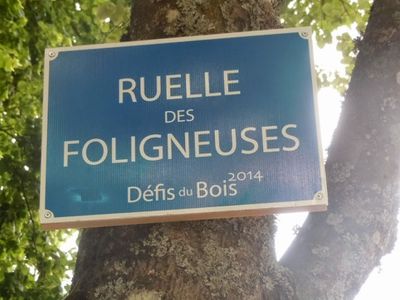 RUELLE
DES
FOLIGNEUSES
Défis du Bois 2014